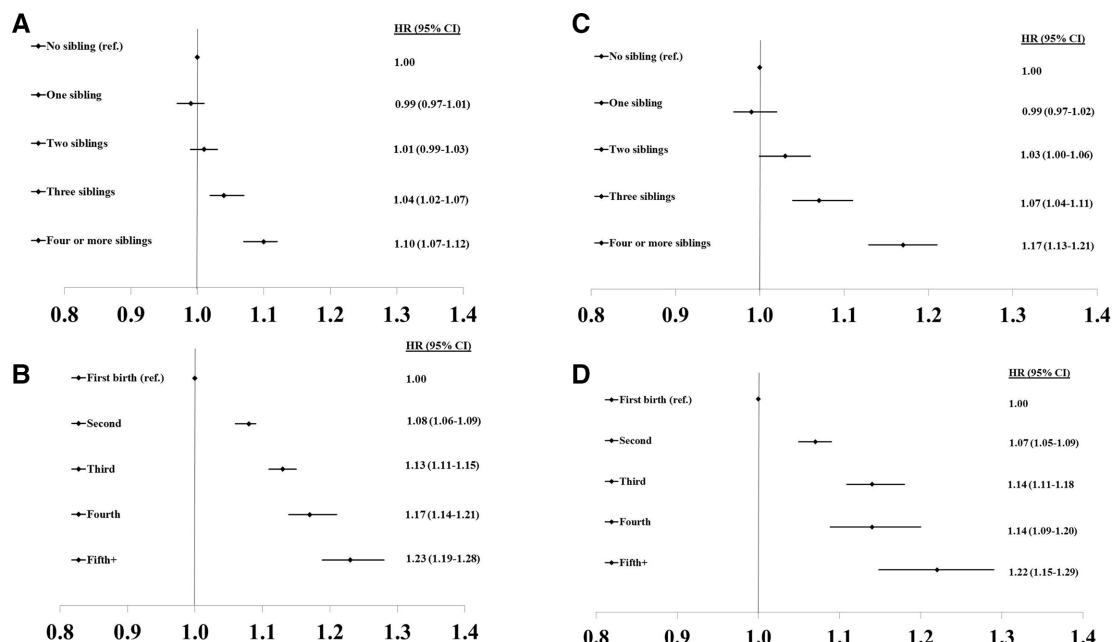 A
HR (95% CI)
No sibling (ref.)
1.00
One sibling
0.99 (0.97-1.01)
Two siblings
1.01 (0.99-1.03)
Three siblings
1.04 (1.02-1.07)
Four or more siblings
1.10 (1.07-1.12)
0.8 0.9 1.0 1.1 1.2 1.3 1.4
B
HR (95% CI)
First birth (ref.)
1.00
Second
1.08 (1.06-1.09)
Third
1.13 (1.11-1.15)
Fourth
1.17 (1.14-1.21)
Fifth+
1.23 (1.19-1.28)
0.8 0.9 1.0 1.1 1.2 1.3 1.4
C
HR (95% CI)
No sibling (ref.)
1.00
One sibling
0.99 (0.97-1.02)
Two siblings
1.03 (1.00-1.06)
Three siblings
1.07 (1.04-1.11)
Four or more siblings
1.17 (1.13-1.21)
0.8 0.9 1.0 1.1 1.2 1.3 1.4
D
HR (95% CI)
First birth (ref.)
1.00
Second
1.07 (1.05-1.09)
Third
1.14 (1.11-1.18
Fourth
1.14 (1.09-1.20)
Fifth+
1.22 (1.15-1.29)
0.8 0.9 1.0 1.1 1.2 1.3 1.4